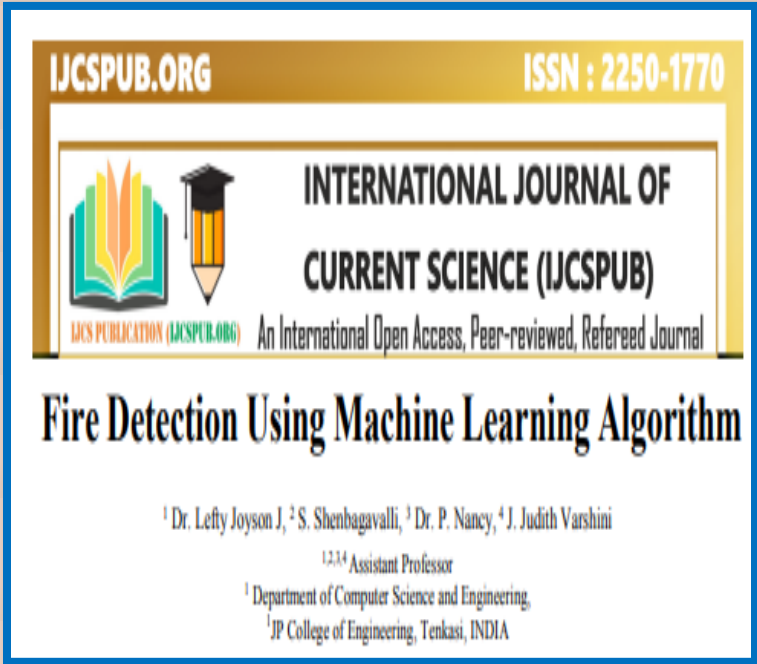 IJCSPUB.ORG ISSN : 2250-1770
INTERNATIONAL JOURNAL OF
CURRENT SCIENCE (IJCSPUB)
IJCS PUBLICATION (IJCSPUB.ORG) An International Open Access, Peer-reviewed, Refereed Journal
Fire Detection Using Machine Learning Algorithm
1 Dr. Lefty Joyson J, 2 S. Shenbagavalli, 3 Dr. P. Nancy, 4 J. Judith Varshini
1,2,3,4 Assistant Professor
1 Department of Computer Science and Engineering,
1JP College of Engineering, Tenkasi, INDIA